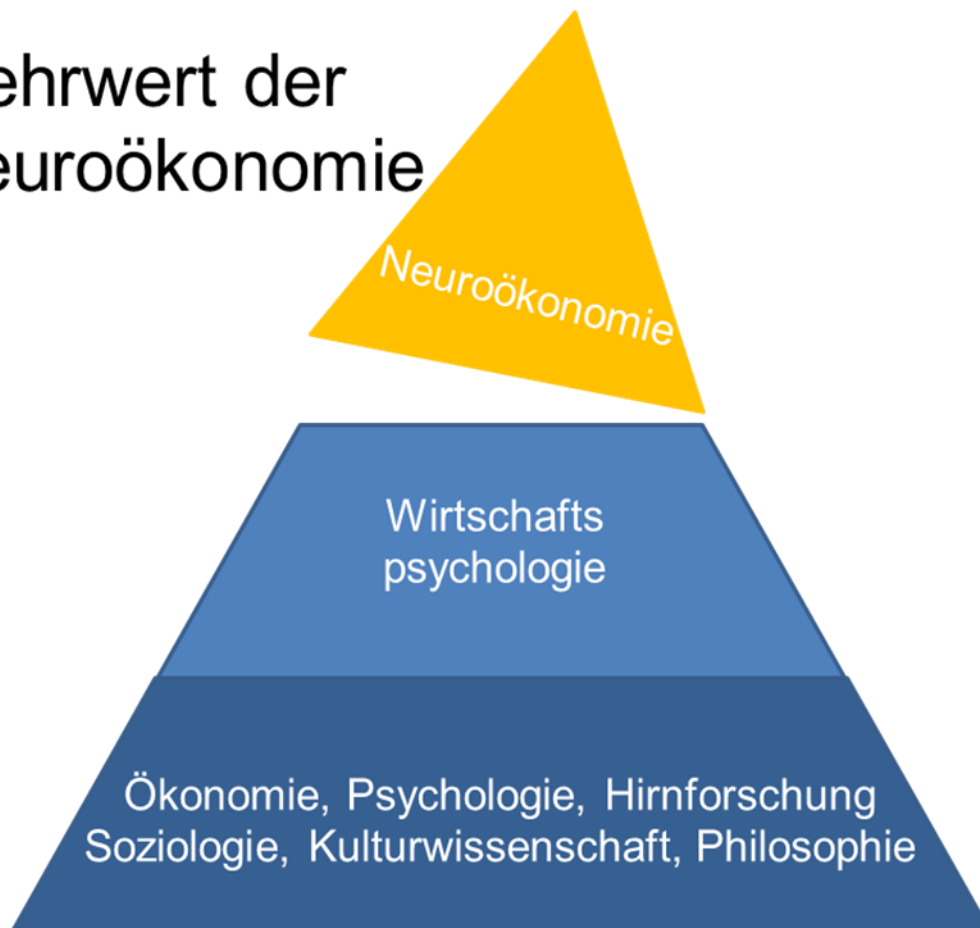 ehrwert der
euroökonomie
Neuroökonomie
Wirtschafts
psychologie
Ökonomie, Psychologie, Hirnforschung
Soziologie, Kulturwissenschaft, Philosophie